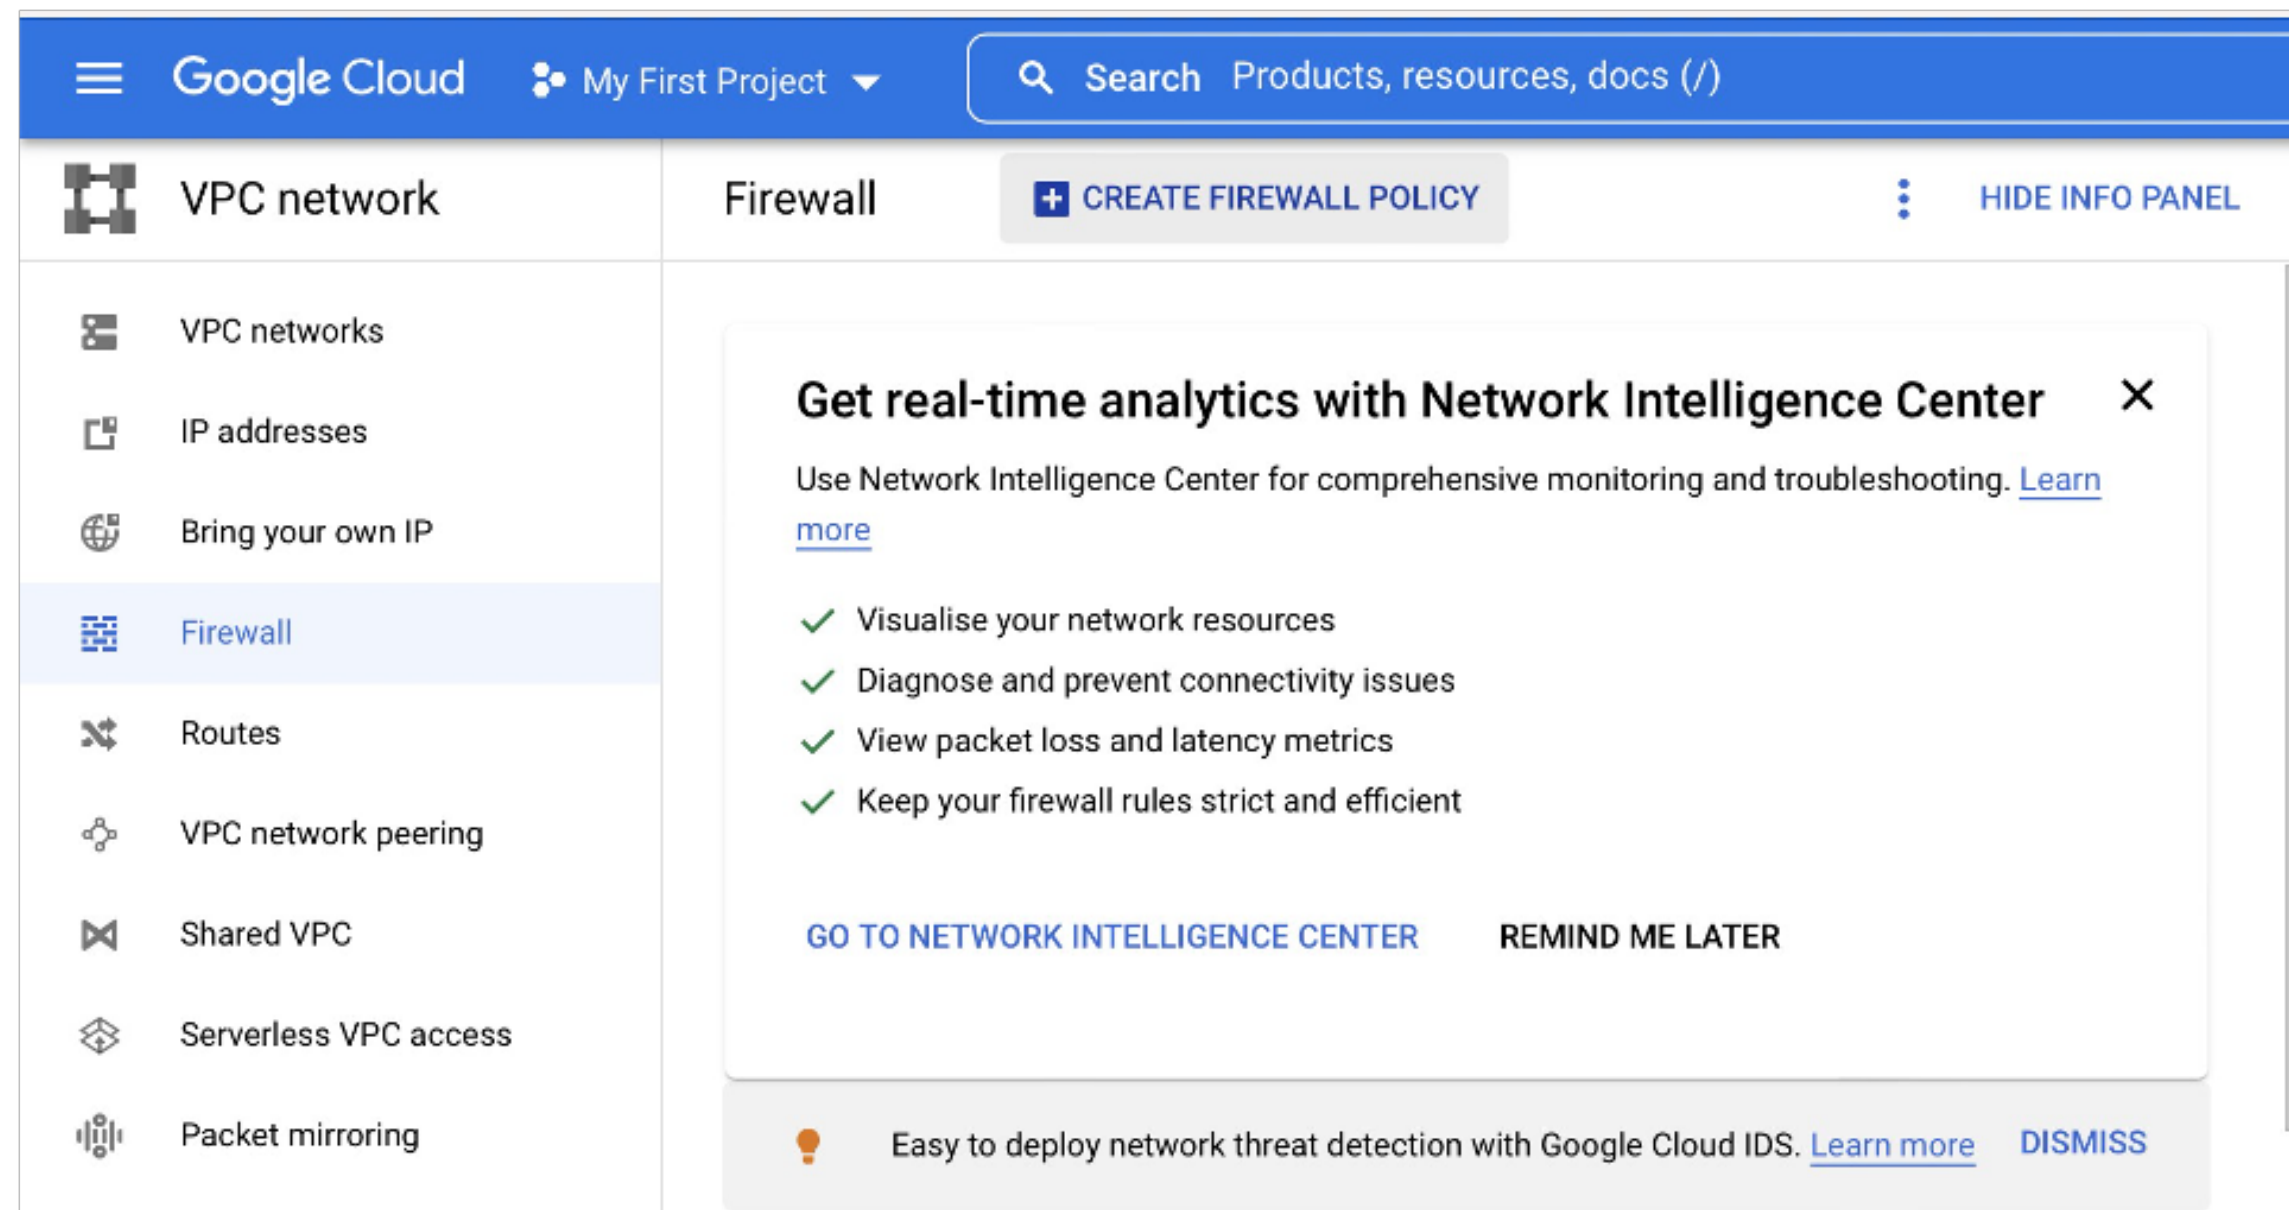 Google Cloud My First Project Search Products, resources, docs (/)
VPC network
Firewall CREATE FIREWALL POLICY HIDE INFO PANEL
VPC networks
IP addresses
Bring your own IP
Firewall
Routes
VPC network peering
Shared VPC
Serverless VPC access
Packet mirroring
Get real-time analytics with Network Intelligence Center
Use Network Intelligence Center for comprehensive monitoring and troubleshooting. Learn
more
Visualise your network resources
Diagnose and prevent connectivity issues
View packet loss and latency metrics
Keep your firewall rules strict and efficient
GO TO NETWORK INTELLIGENCE CENTER REMIND ME LATER
Easy to deploy network threat detection with Google Cloud IDS. Learn more DISMISS